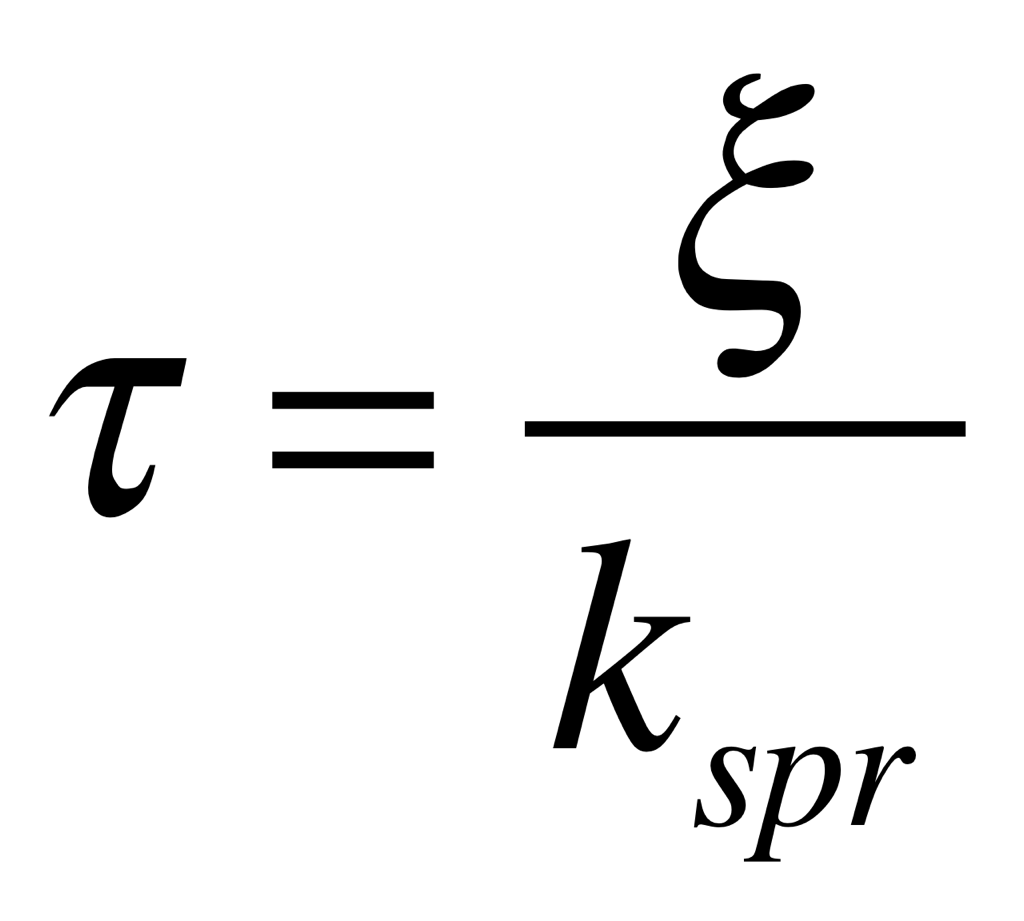 τ = ξ / k_spr